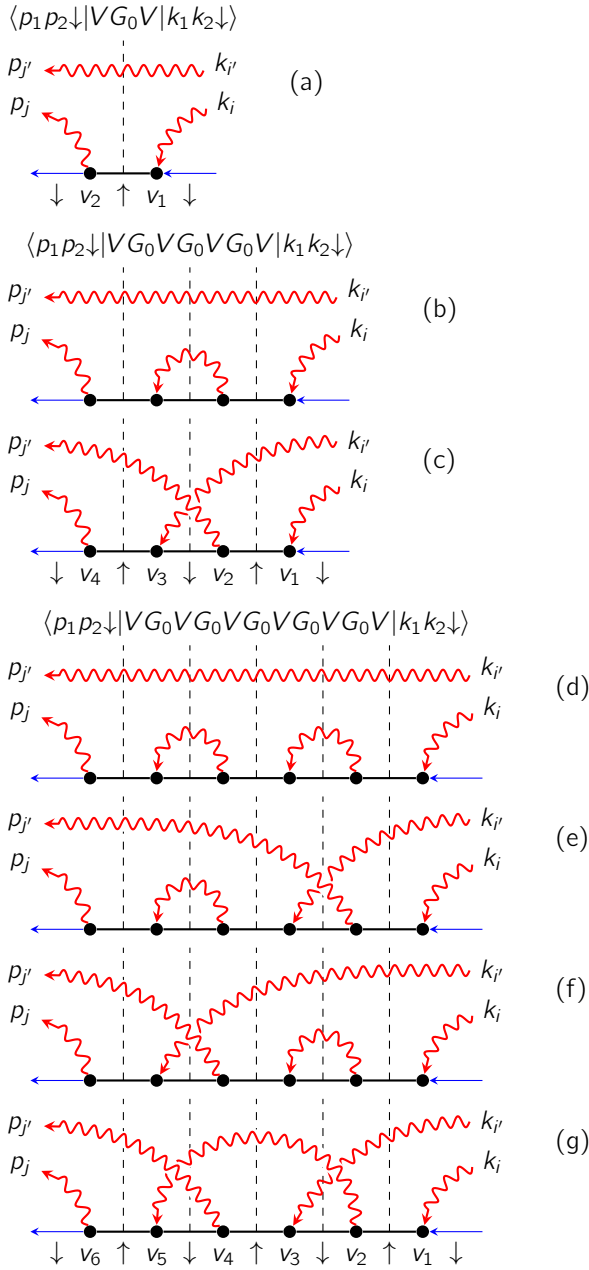 ⟨p₁p₂↓|VG₀V|k₁k₂↓⟩
p_{j'} k_{i'} (a)
p_j k_i
↓ v₂ ↑ v₁ ↓
⟨p₁p₂↓|VG₀VG₀VG₀V|k₁k₂↓⟩
p_{j'} k_{i'} (b)
p_j k_i
p_{j'} k_{i'} (c)
p_j k_i
↓ v₄ ↑ v₃ ↓ v₂ ↑ v₁ ↓
⟨p₁p₂↓|VG₀VG₀VG₀VG₀VG₀V|k₁k₂↓⟩
p_{j'} k_{i'} (d)
p_j k_i
p_{j'} k_{i'} (e)
p_j k_i
p_{j'} k_{i'} (f)
p_j k_i
p_{j'} k_{i'} (g)
p_j k_i
↓ v₆ ↑ v₅ ↓ v₄ ↑ v₃ ↓ v₂ ↑ v₁ ↓